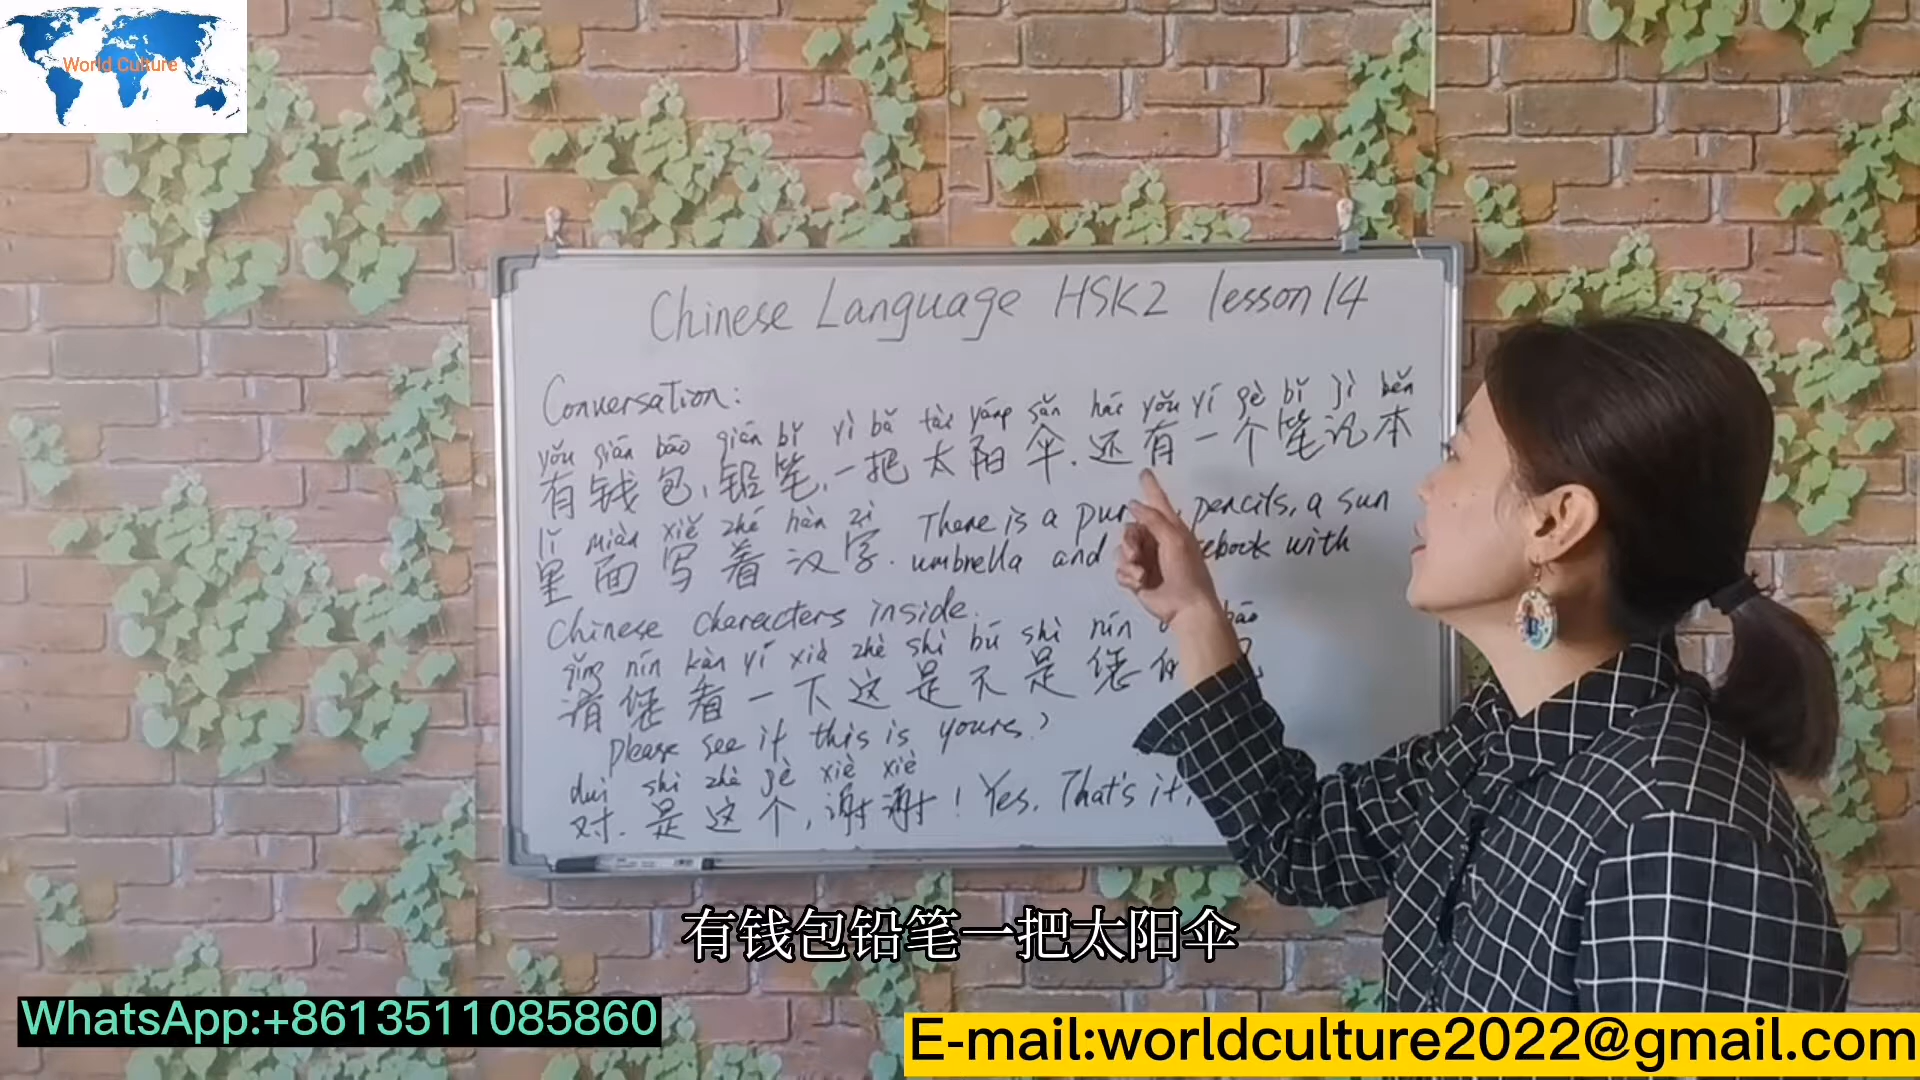 World Culture
Chinese Language HSK2 lesson 14
Conversation:
yǒu qián bāo qiān bǐ yì bǎ tài yáng sǎn hái yǒu yí gè bǐ jì běn
有钱包,铅笔,一把太阳伞.还有一个笔记本
lǐ miàn xiě zhé hàn zì
里面写着汉字. There is a pencils, a sun
umbrella and with
Chinese characters inside.
qǐng nín kàn yí xià zhè shì bú shì nín bāo
请您看一下这是不是您
please see if this is yours?
duì shì zhè gè xiè xiè
对.是这个,谢谢! Yes. That's it,
有钱包铅笔一把太阳伞
WhatsApp:+8613511085860
E-mail:worldculture2022@gmail.com